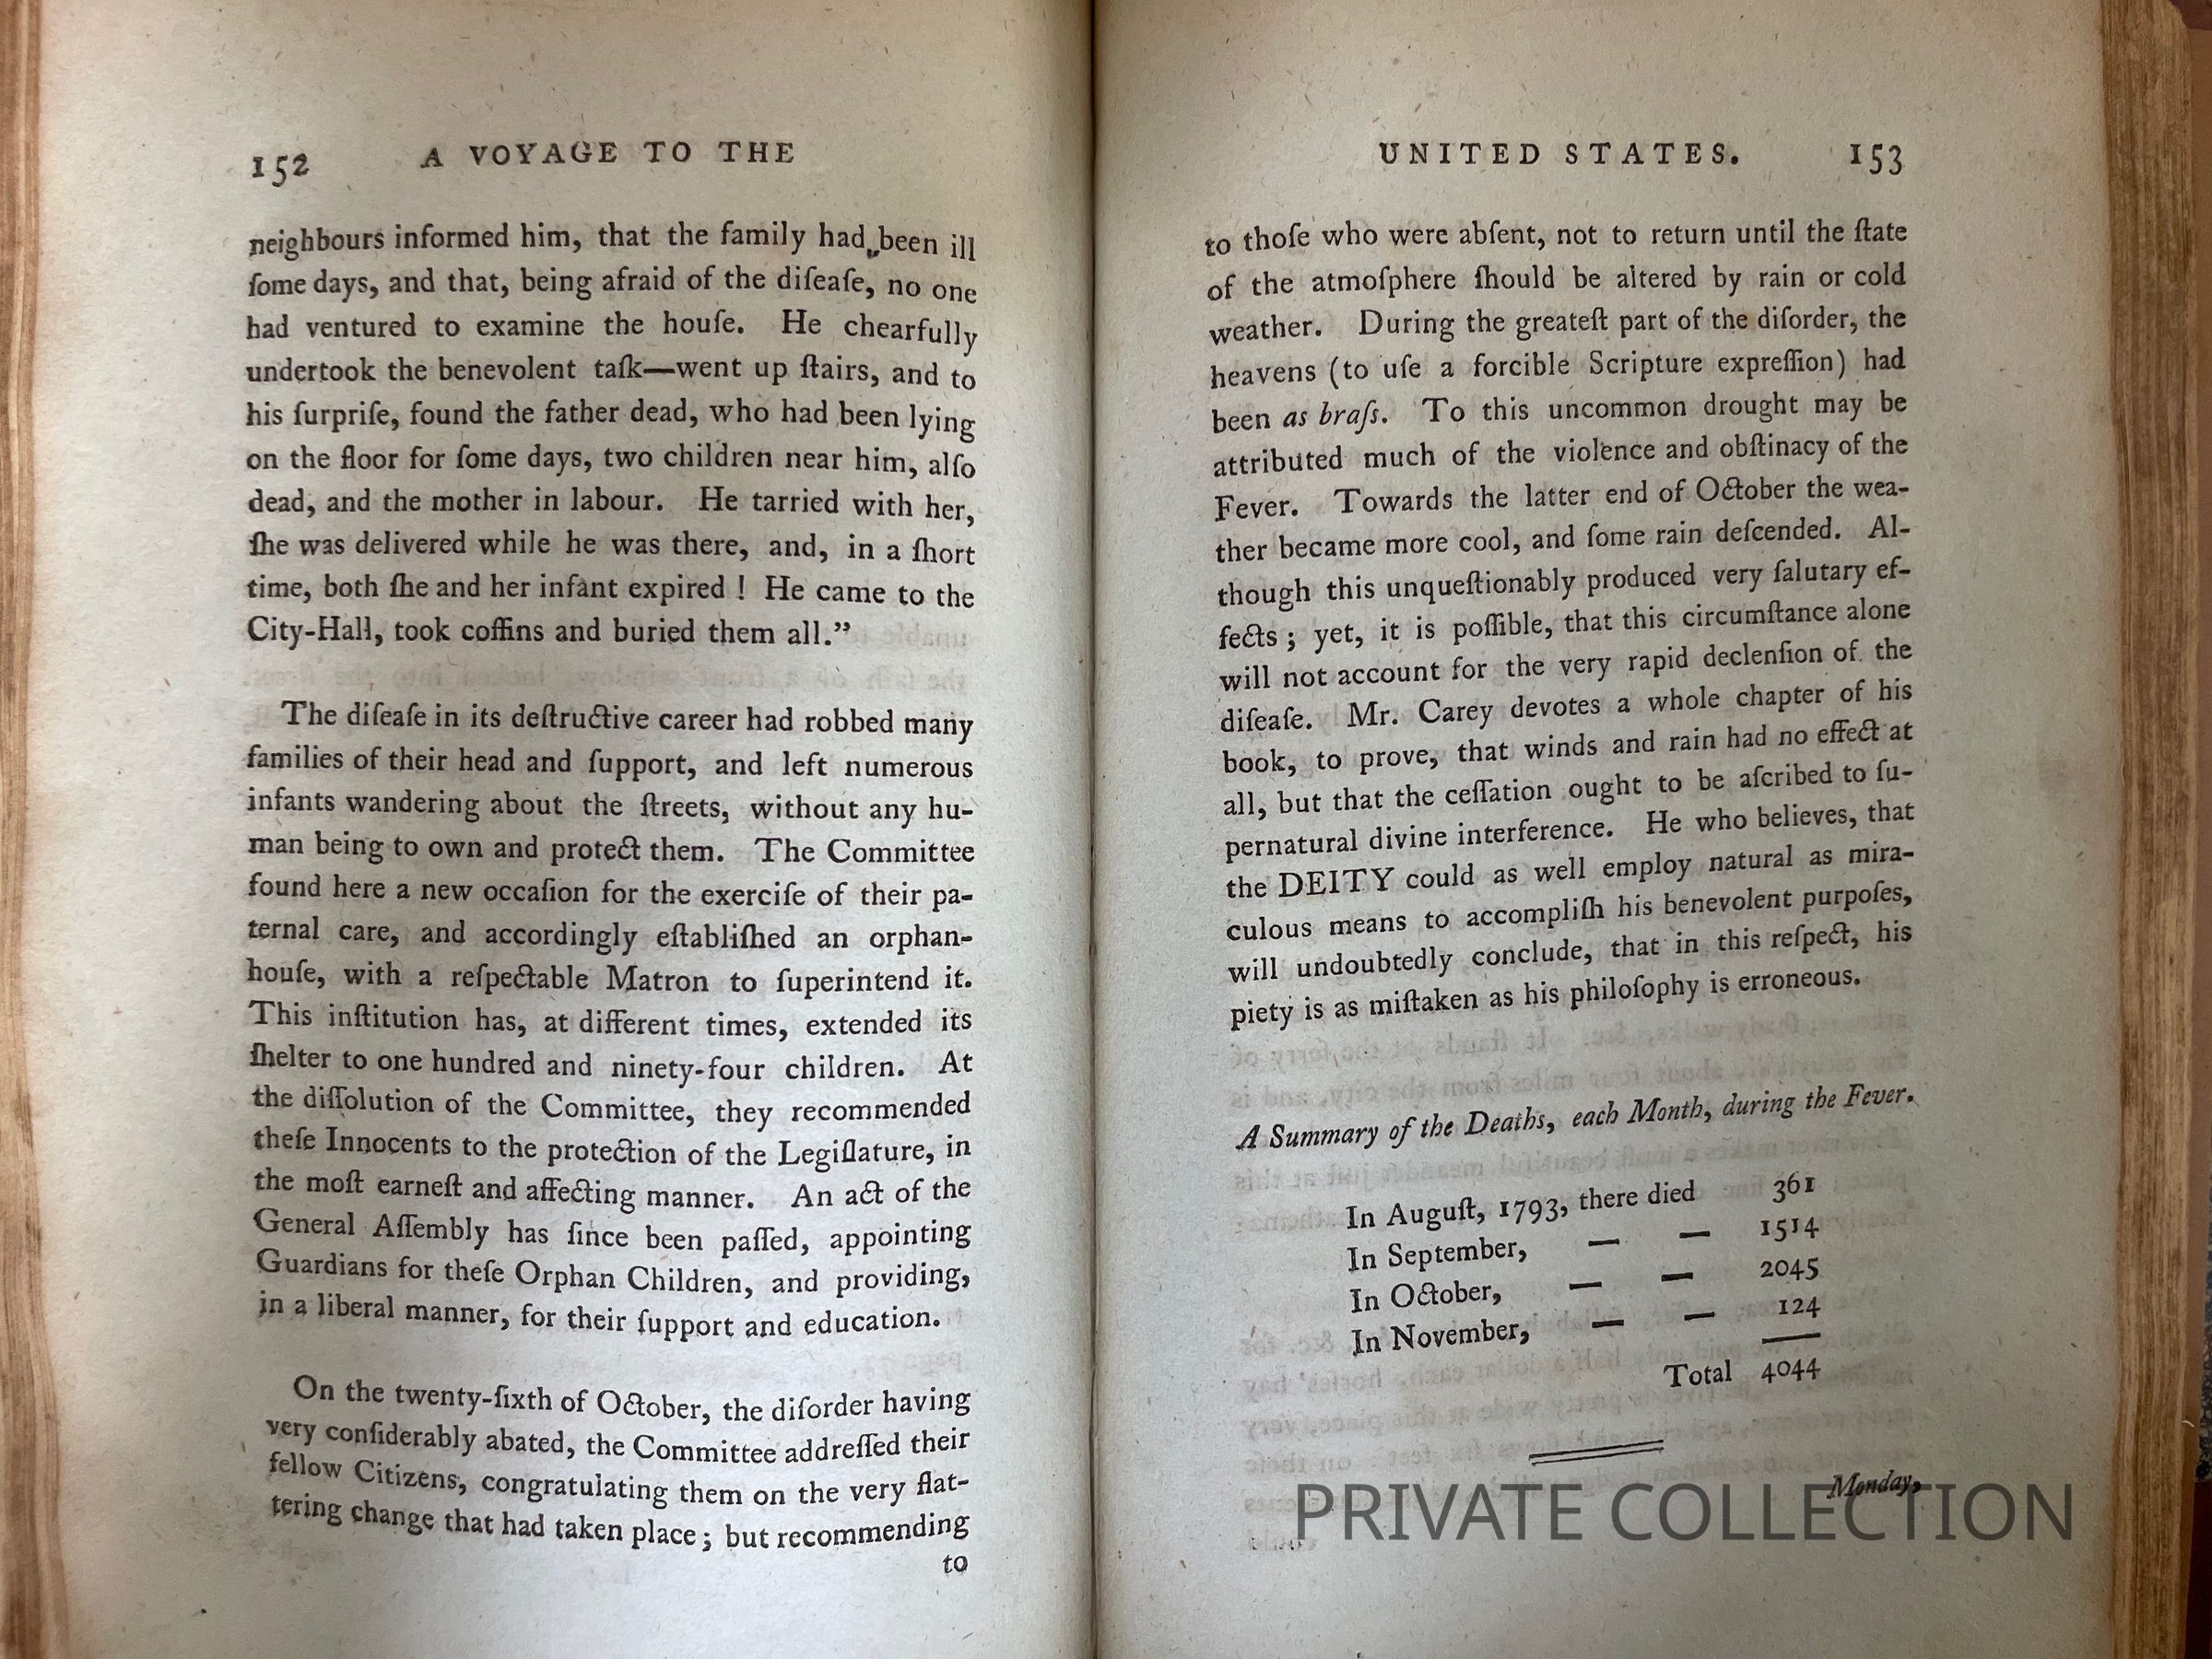 152 A VOYAGE TO THE
neighbours informed him, that the family had been ill
ſome days, and that, being afraid of the diſeaſe, no one
had ventured to examine the houſe. He chearfully
undertook the benevolent taſk—went up ſtairs, and to
his ſurpriſe, found the father dead, who had been lying
on the floor for ſome days, two children near him, alſo
dead, and the mother in labour. He tarried with her,
ſhe was delivered while he was there, and, in a ſhort
time, both ſhe and her infant expired ! He came to the
City-Hall, took coffins and buried them all.”
The diſeaſe in its deſtructive career had robbed many
families of their head and ſupport, and left numerous
infants wandering about the ſtreets, without any hu-
man being to own and protect them. The Committee
found here a new occaſion for the exerciſe of their pa-
ternal care, and accordingly eſtabliſhed an orphan-
houſe, with a reſpectable Matron to ſuperintend it.
This inſtitution has, at different times, extended its
ſhelter to one hundred and ninety-four children. At
the diſſolution of the Committee, they recommended
theſe Innocents to the protection of the Legiſlature, in
the moſt earneſt and affecting manner. An act of the
General Aſſembly has ſince been paſſed, appointing
Guardians for theſe Orphan Children, and providing,
in a liberal manner, for their ſupport and education.
On the twenty-ſixth of October, the diſorder having
very conſiderably abated, the Committee addreſſed their
fellow Citizens, congratulating them on the very flat-
tering change that had taken place; but recommending
to
UNITED STATES. 153
to thoſe who were abſent, not to return until the ſtate
of the atmoſphere ſhould be altered by rain or cold
weather. During the greateſt part of the diſorder, the
heavens (to uſe a forcible Scripture expreſſion) had
been as braſs. To this uncommon drought may be
attributed much of the violence and obſtinacy of the
Fever. Towards the latter end of October the wea-
ther became more cool, and ſome rain deſcended. Al-
though this unqueſtionably produced very ſalutary ef-
fects ; yet, it is poſſible, that this circumſtance alone
will not account for the very rapid declenſion of the
diſeaſe. Mr. Carey devotes a whole chapter of his
book, to prove, that winds and rain had no effect at
all, but that the ceſſation ought to be aſcribed to ſu-
pernatural divine interference. He who believes, that
the DEITY could as well employ natural as mira-
culous means to accompliſh his benevolent purpoſes,
will undoubtedly conclude, that in this reſpect, his
piety is as miſtaken as his philoſophy is erroneous.
A Summary of the Deaths, each Month, during the Fever.
In Auguſt, 1793, there died 361
In September, — — 1514
In October, — — 2045
In November, — — 124
Total 4044
Monday,
PRIVATE COLLECTION